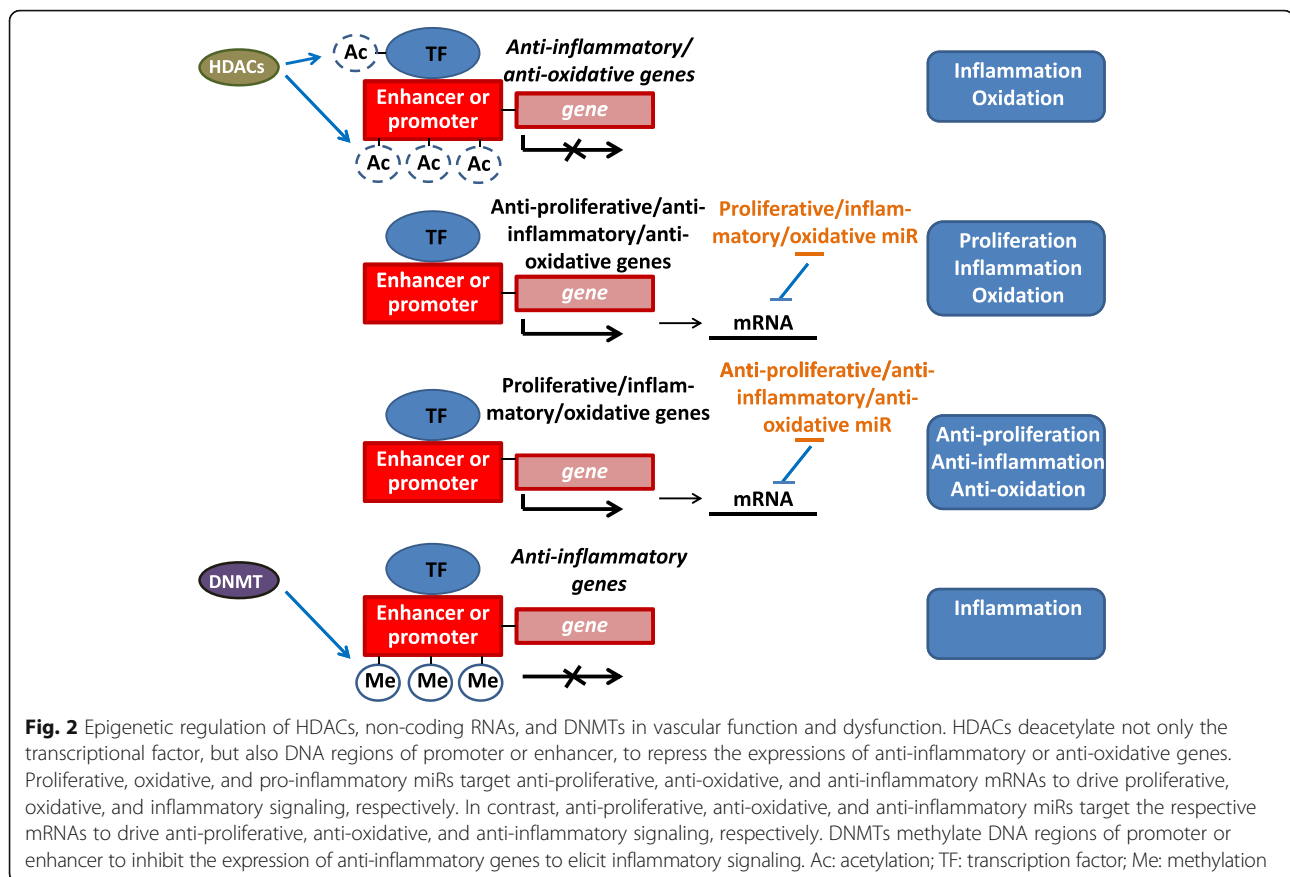 HDACs
Ac
TF
Anti-inflammatory/
anti-oxidative genes
Enhancer or
promoter
gene
Ac Ac Ac
Inflammation
Oxidation
TF
Anti-proliferative/anti-
inflammatory/anti-
oxidative genes
Proliferative/inflam-
matory/oxidative miR
Enhancer or
promoter
gene
mRNA
Proliferation
Inflammation
Oxidation
TF
Proliferative/inflam-
matory/oxidative genes
Anti-proliferative/anti-
inflammatory/anti-
oxidative miR
Enhancer or
promoter
gene
mRNA
Anti-proliferation
Anti-inflammation
Anti-oxidation
DNMT
TF
Anti-inflammatory
genes
Enhancer or
promoter
gene
Me Me Me
Inflammation
Fig. 2 Epigenetic regulation of HDACs, non-coding RNAs, and DNMTs in vascular function and dysfunction. HDACs deacetylate not only the
transcriptional factor, but also DNA regions of promoter or enhancer, to repress the expressions of anti-inflammatory or anti-oxidative genes.
Proliferative, oxidative, and pro-inflammatory miRs target anti-proliferative, anti-oxidative, and anti-inflammatory mRNAs to drive proliferative,
oxidative, and inflammatory signaling, respectively. In contrast, anti-proliferative, anti-oxidative, and anti-inflammatory miRs target the respective
mRNAs to drive anti-proliferative, anti-oxidative, and anti-inflammatory signaling, respectively. DNMTs methylate DNA regions of promoter or
enhancer to inhibit the expression of anti-inflammatory genes to elicit inflammatory signaling. Ac: acetylation; TF: transcription factor; Me: methylation